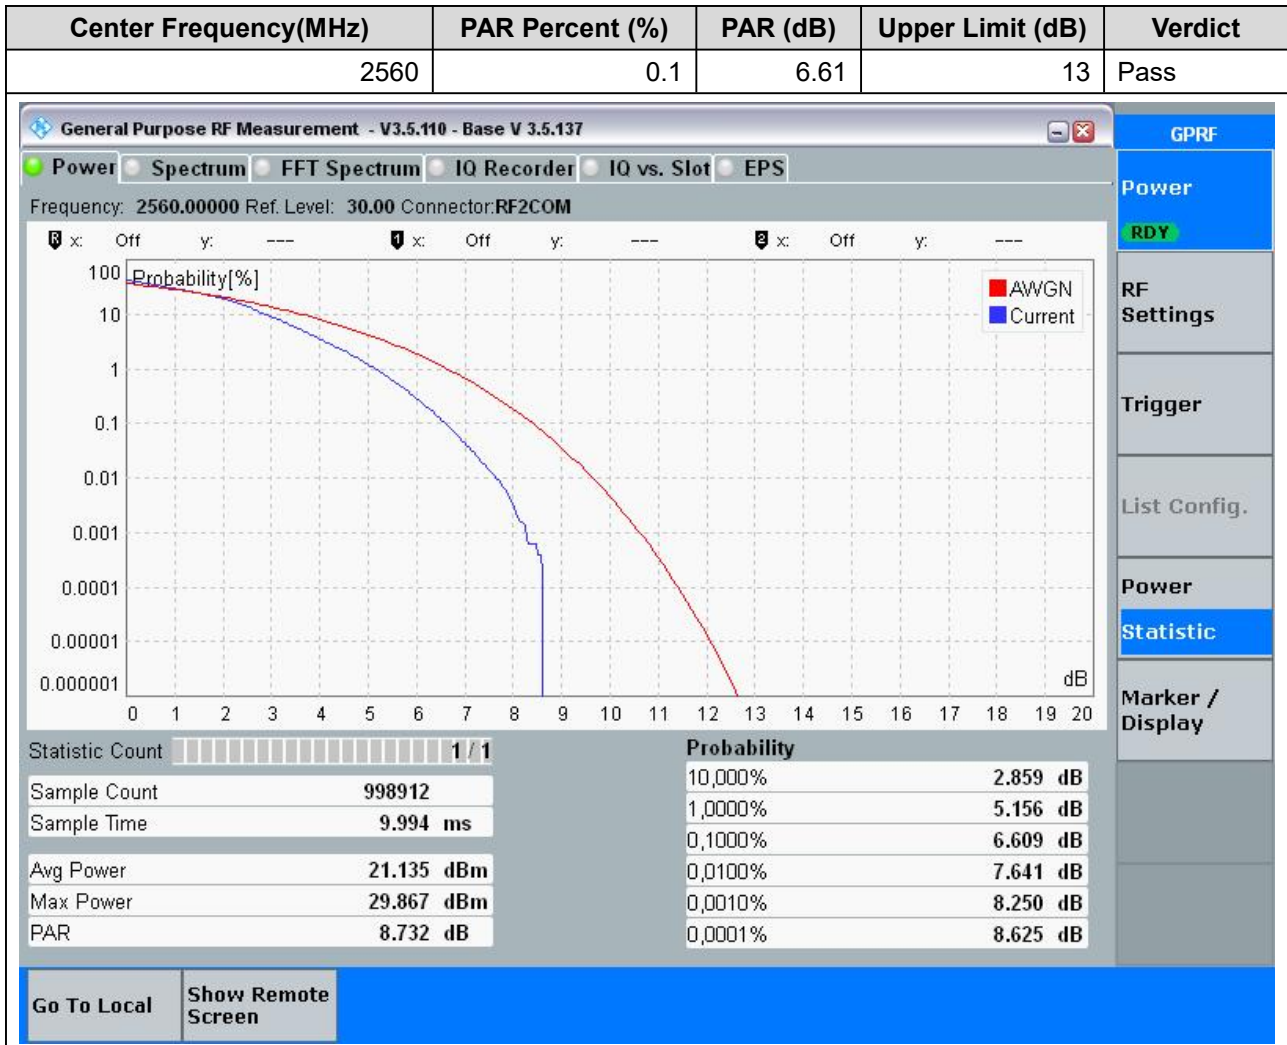 Center Frequency(MHz) PAR Percent (%) PAR (dB) Upper Limit (dB) Verdict
2560 0.1 6.61 13 Pass
General Purpose RF Measurement - V3.5.110 - Base V 3.5.137
GPRF
Power Spectrum FFT Spectrum IQ Recorder IQ vs. Slot EPS
Frequency: 2560.00000 Ref. Level: 30.00 Connector:RF2COM
R x: Off y: --- 1 x: Off y: --- 2 x: Off y: ---
Probability[%]
100
10
1
0.1
0.01
0.001
0.0001
0.00001
0.000001
AWGN
Current
dB
0 1 2 3 4 5 6 7 8 9 10 11 12 13 14 15 16 17 18 19 20
Statistic Count 1 / 1
Sample Count 998912
Sample Time 9.994 ms
Avg Power 21.135 dBm
Max Power 29.867 dBm
PAR 8.732 dB
Probability
10,000% 2.859 dB
1,0000% 5.156 dB
0,1000% 6.609 dB
0,0100% 7.641 dB
0,0010% 8.250 dB
0,0001% 8.625 dB
Power
RDY
RF
Settings
Trigger
List Config.
Power
Statistic
Marker /
Display
Go To Local
Show Remote
Screen